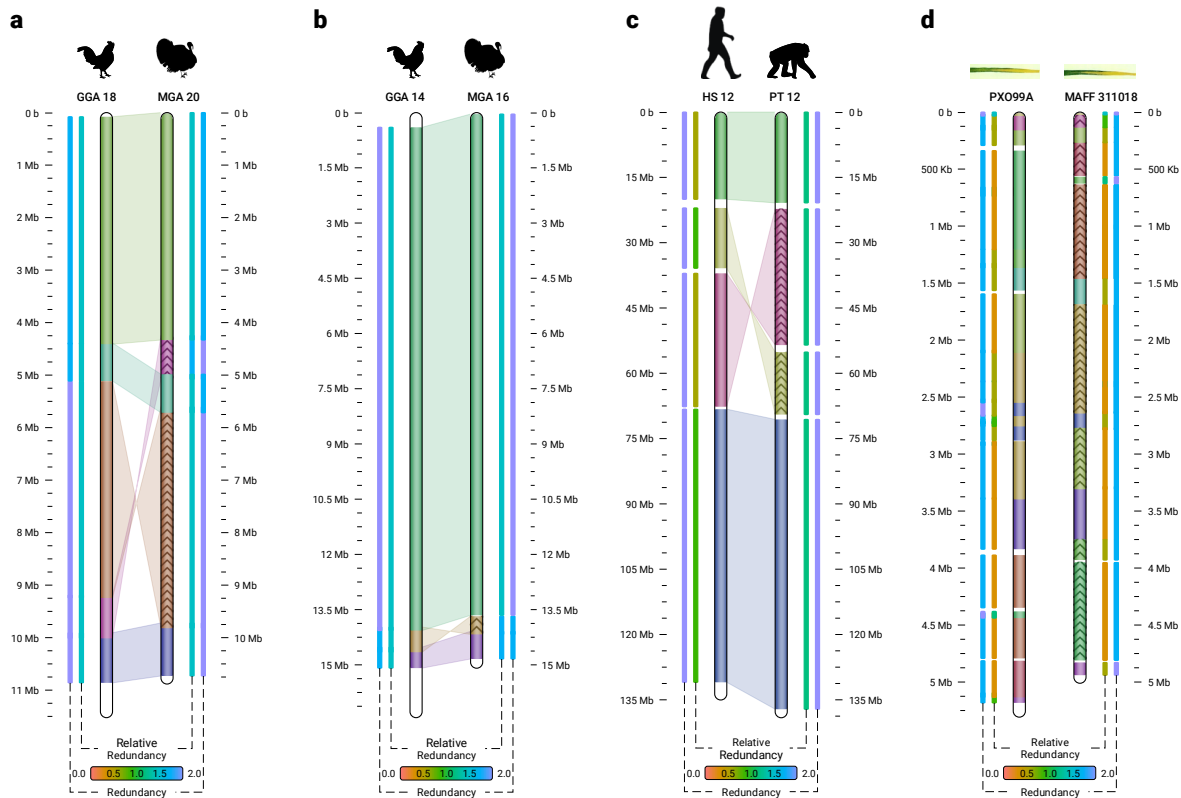 a
GGA 18
MGA 20
0 b
1 Mb
2 Mb
3 Mb
4 Mb
5 Mb
6 Mb
7 Mb
8 Mb
9 Mb
10 Mb
11 Mb
0 b
1 Mb
2 Mb
3 Mb
4 Mb
5 Mb
6 Mb
7 Mb
8 Mb
9 Mb
10 Mb
Relative
Redundancy
0.0 0.5 1.0 1.5 2.0
Redundancy
b
GGA 14
MGA 16
0 b
1.5 Mb
3 Mb
4.5 Mb
6 Mb
7.5 Mb
9 Mb
10.5 Mb
12 Mb
13.5 Mb
15 Mb
0 b
1.5 Mb
3 Mb
4.5 Mb
6 Mb
7.5 Mb
9 Mb
10.5 Mb
12 Mb
13.5 Mb
15 Mb
Relative
Redundancy
0.0 0.5 1.0 1.5 2.0
Redundancy
c
HS 12
PT 12
0 b
15 Mb
30 Mb
45 Mb
60 Mb
75 Mb
90 Mb
105 Mb
120 Mb
135 Mb
0 b
15 Mb
30 Mb
45 Mb
60 Mb
75 Mb
90 Mb
105 Mb
120 Mb
135 Mb
Relative
Redundancy
0.0 0.5 1.0 1.5 2.0
Redundancy
d
PXO99A
MAFF 311018
0 b
500 Kb
1 Mb
1.5 Mb
2 Mb
2.5 Mb
3 Mb
3.5 Mb
4 Mb
4.5 Mb
5 Mb
0 b
500 Kb
1 Mb
1.5 Mb
2 Mb
2.5 Mb
3 Mb
3.5 Mb
4 Mb
4.5 Mb
5 Mb
Relative
Redundancy
0.0 0.5 1.0 1.5 2.0
Redundancy